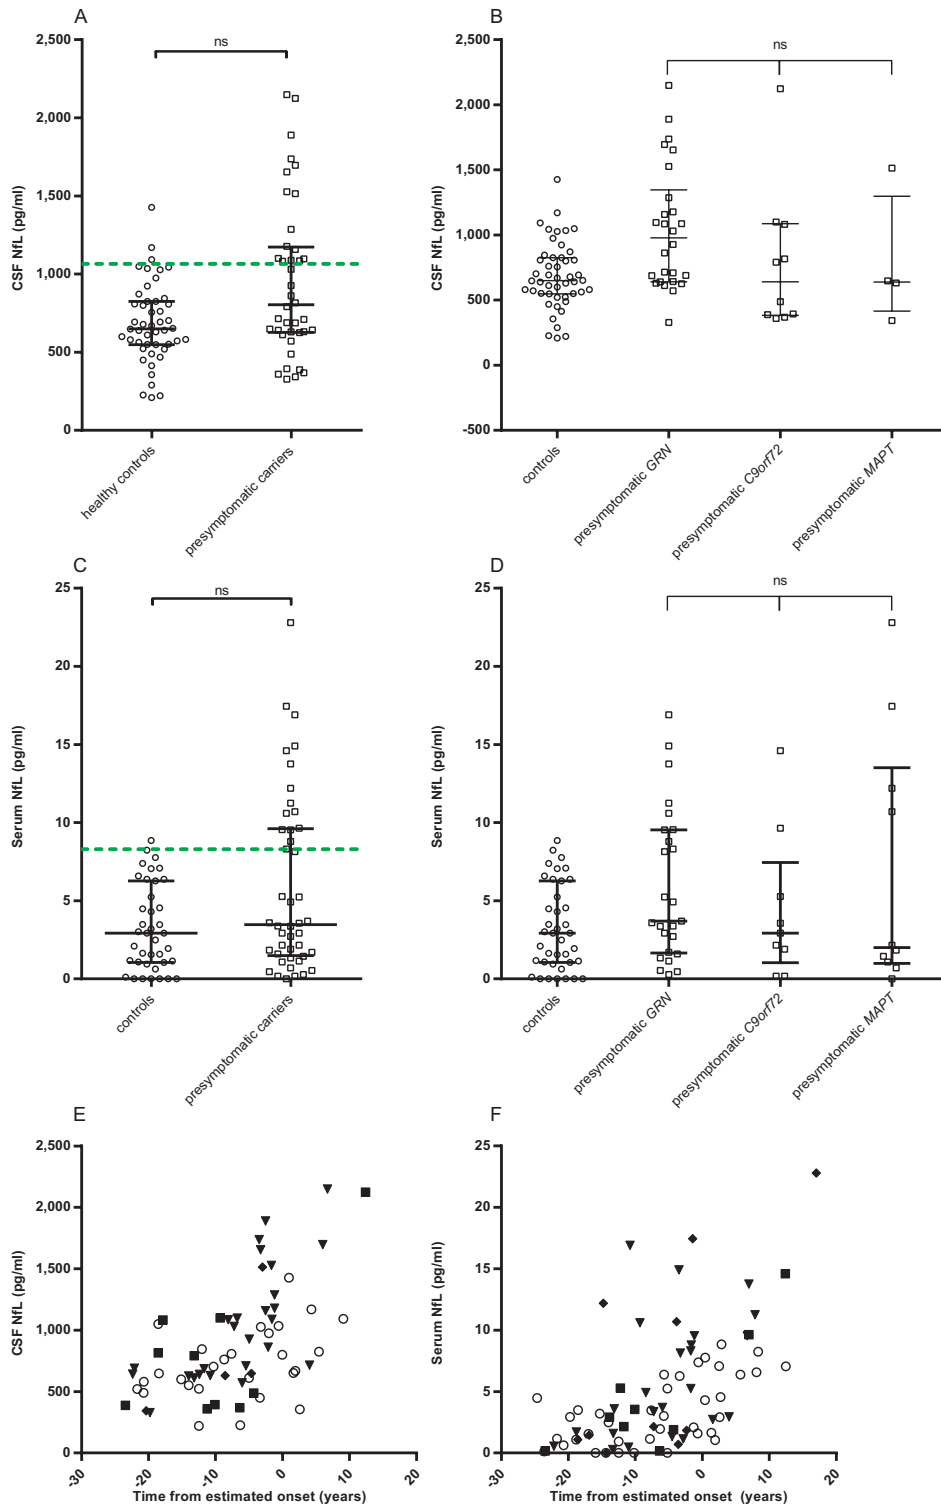 A
B
2,500
2,000
1,500
1,000
500
0
CSF NfL (pg/ml)
ns
healthy controls
presymptomatic carriers
2,500
2,000
1,500
1,000
500
0
-500
CSF NfL (pg/ml)
ns
controls
presymptomatic GRN
presymptomatic C9orf72
presymptomatic MAPT
C
D
25
20
15
10
5
0
Serum NfL (pg/ml)
ns
controls
presymptomatic carriers
25
20
15
10
5
0
Serum NfL (pg/ml)
ns
controls
presymptomatic GRN
presymptomatic C9orf72
presymptomatic MAPT
E
F
2,500
2,000
1,500
1,000
500
0
CSF NfL (pg/ml)
-30
-20
-10
0
10
20
Time from estimated onset (years)
25
20
15
10
5
0
Serum NfL (pg/ml)
-30
-20
-10
0
10
20
Time from estimated onset (years)